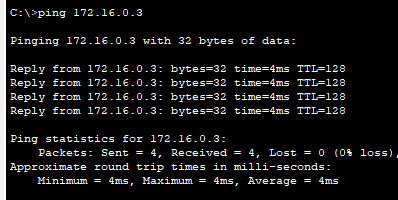 C:\>ping 172.16.0.3
Pinging 172.16.0.3 with 32 bytes of data:
Reply from 172.16.0.3: bytes=32 time=4ms TTL=128
Reply from 172.16.0.3: bytes=32 time=4ms TTL=128
Reply from 172.16.0.3: bytes=32 time=4ms TTL=128
Reply from 172.16.0.3: bytes=32 time=4ms TTL=128
Ping statistics for 172.16.0.3:
Packets: Sent = 4, Received = 4, Lost = 0 (0% loss),
Approximate round trip times in milli-seconds:
Minimum = 4ms, Maximum = 4ms, Average = 4ms